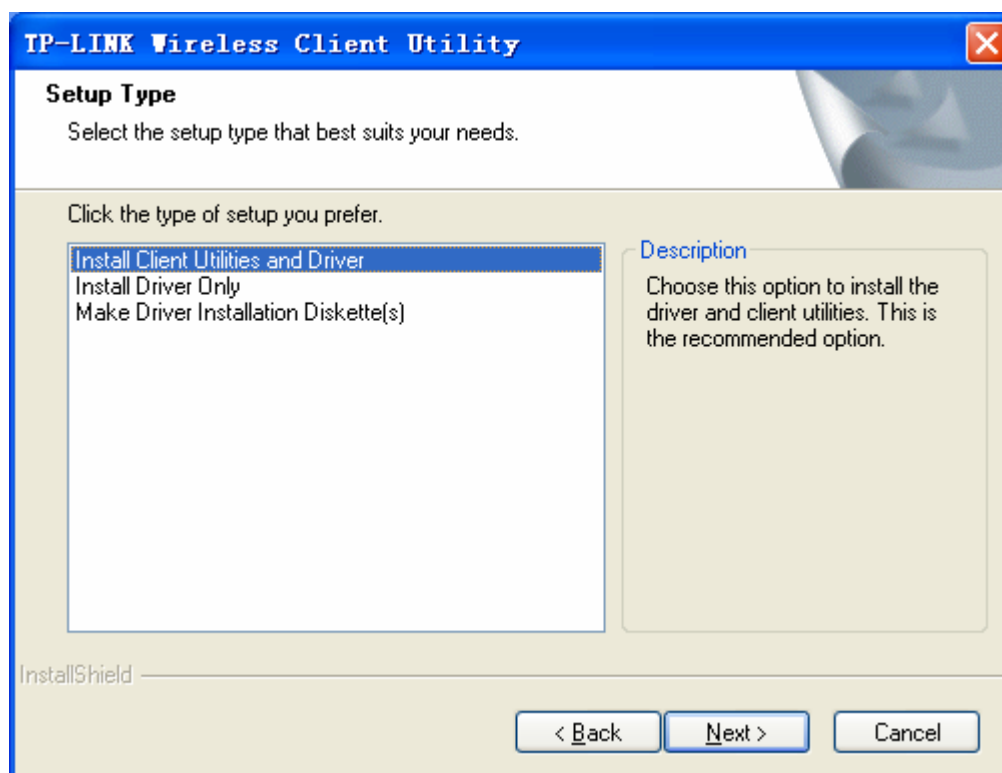 TP-LINK Wireless Client Utility
Setup Type
Select the setup type that best suits your needs.
Click the type of setup you prefer.
Install Client Utilities and Driver
Install Driver Only
Make Driver Installation Diskette(s)
Description
Choose this option to install the
driver and client utilities. This is
the recommended option.
InstallShield
< Back
Next >
Cancel